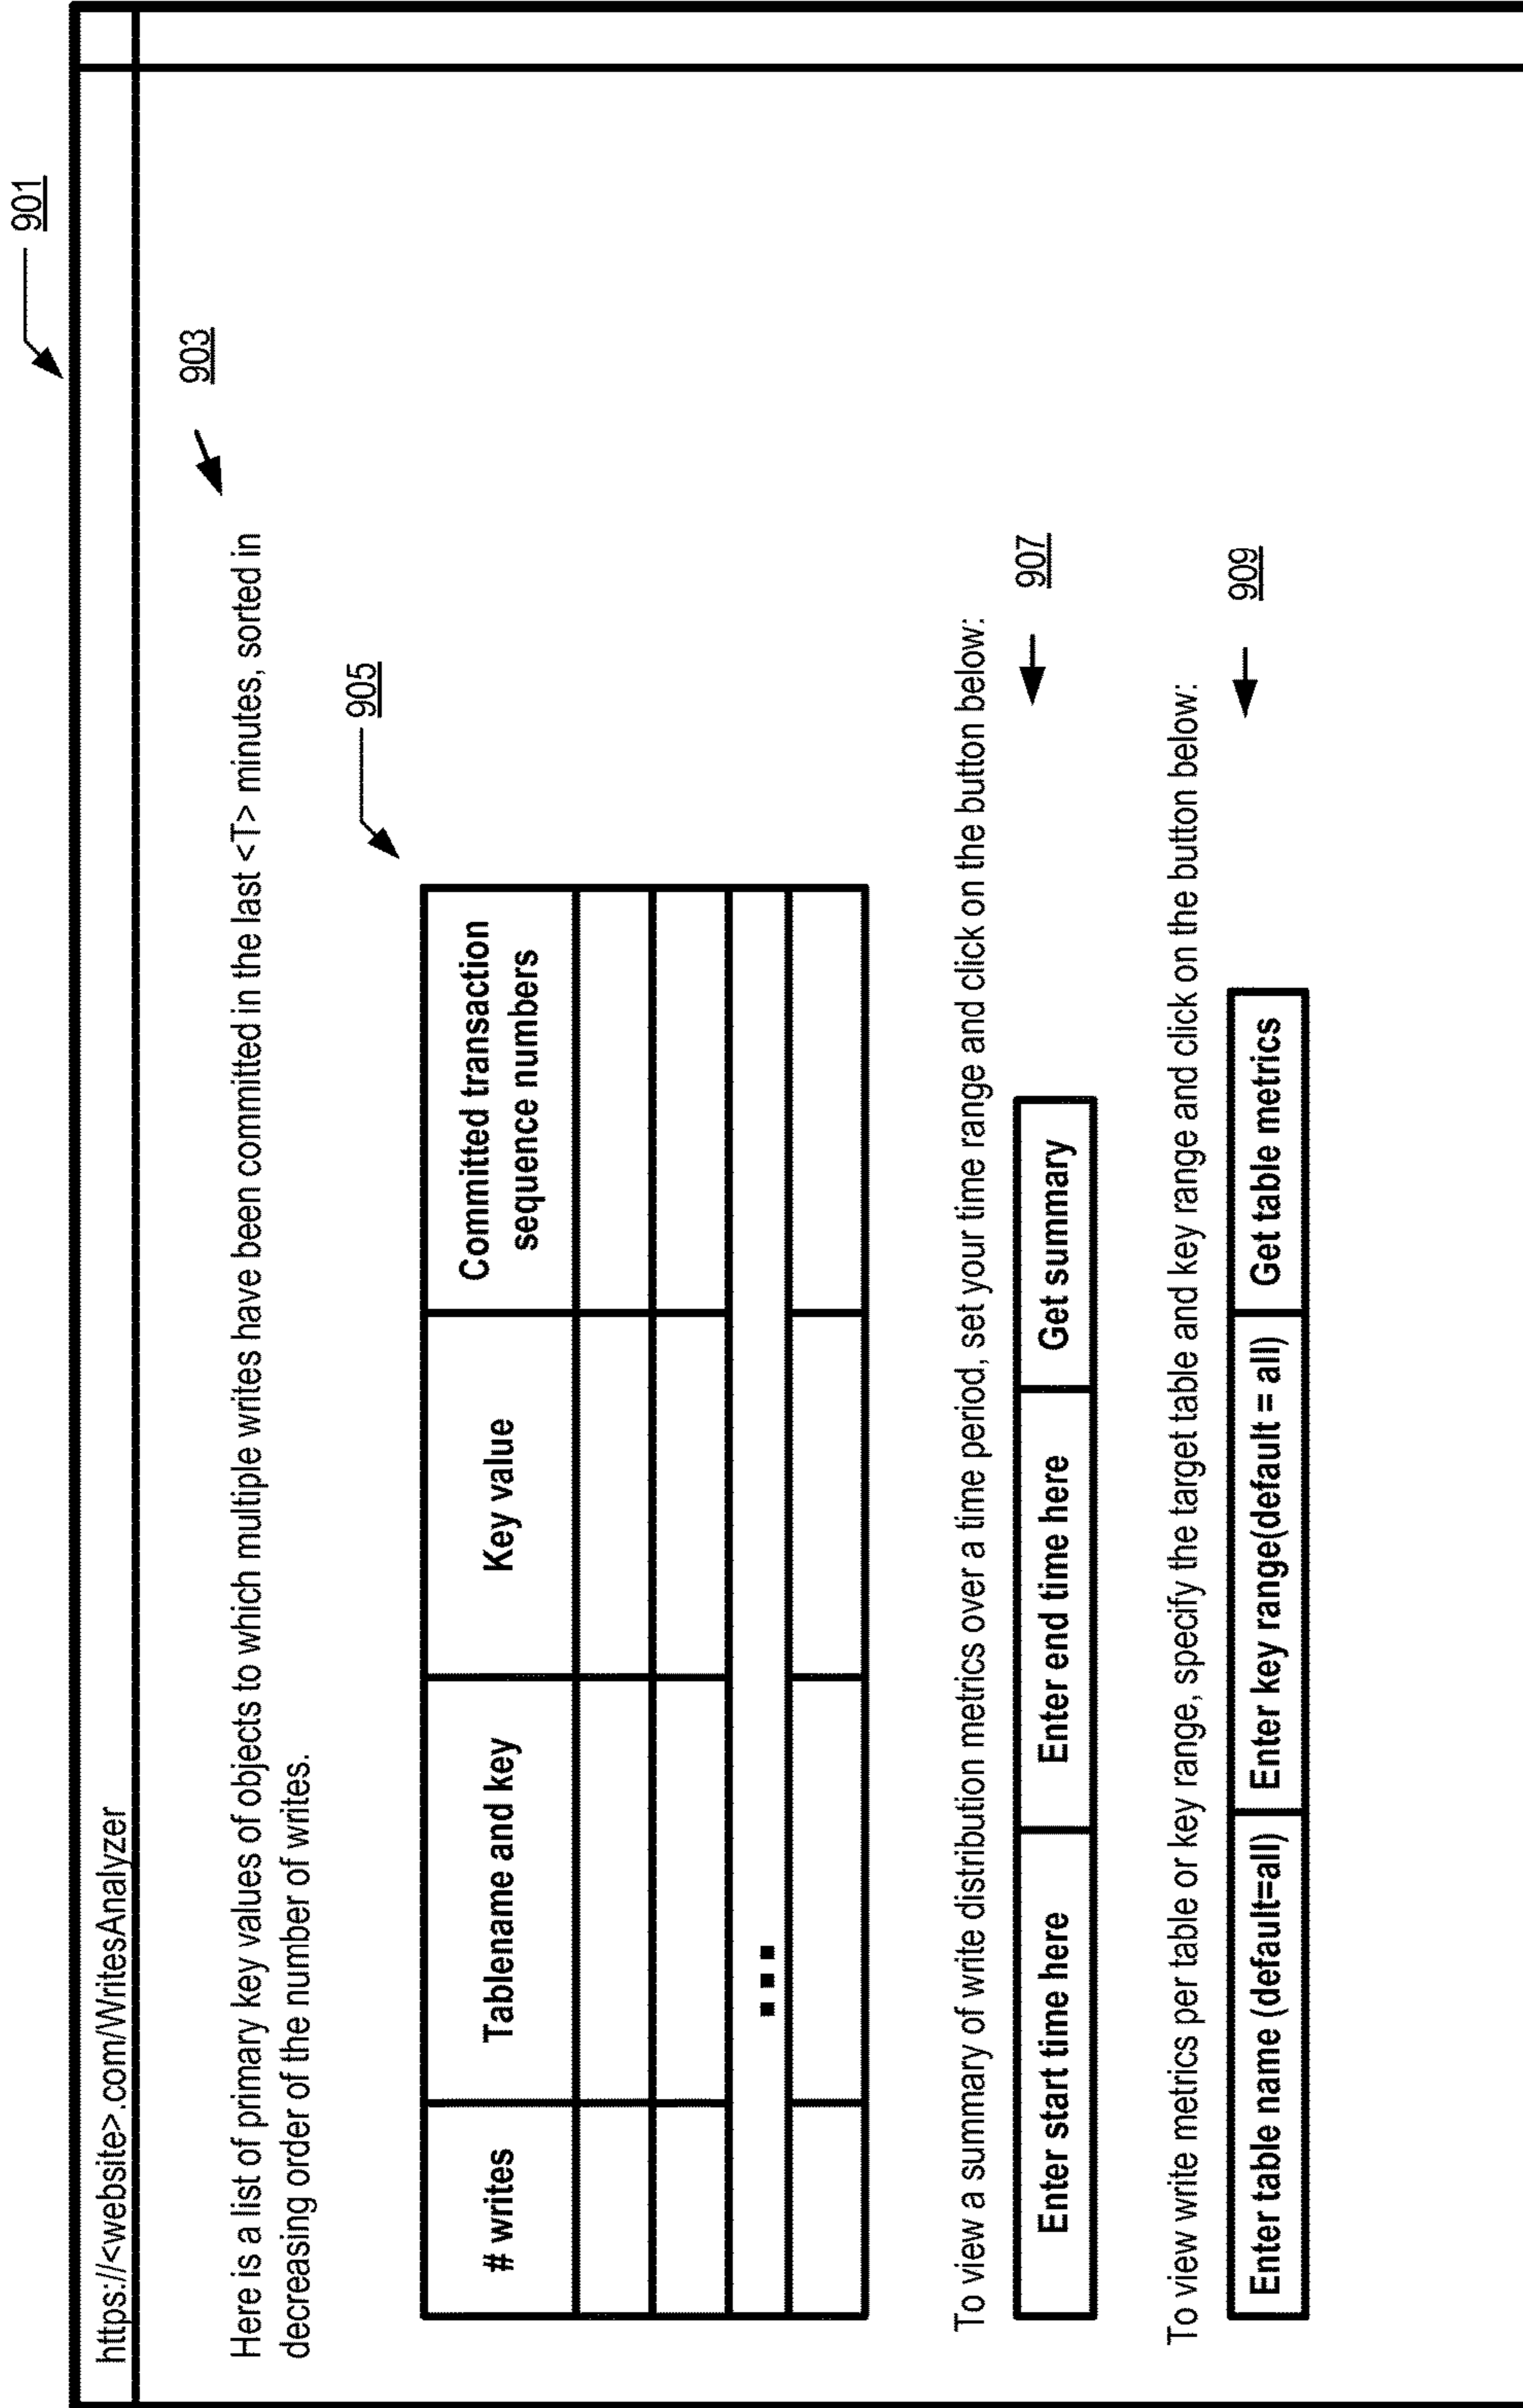 901
https://<website>.com/WritesAnalyzer
903
Here is a list of primary key values of objects to which multiple writes have been committed in the last <T> minutes, sorted in
decreasing order of the number of writes.
905
# writes
Tablename and key
Key value
Committed transaction
sequence numbers
To view a summary of write distribution metrics over a time period, set your time range and click on the button below:
907
Enter start time here
Enter end time here
Get summary
To view write metrics per table or key range, specify the target table and key range and click on the button below:
909
Enter table name (default=all)
Enter key range(default = all)
Get table metrics